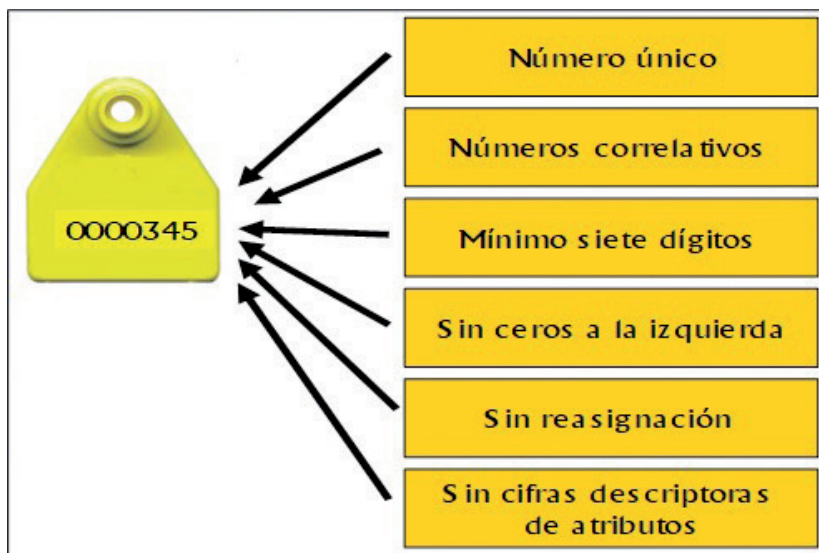 0000345
Número único
Números correlativos
Mínimo siete dígitos
Sin ceros a la izquierda
Sin reasignación
Sin cifras descriptoras
de atributos